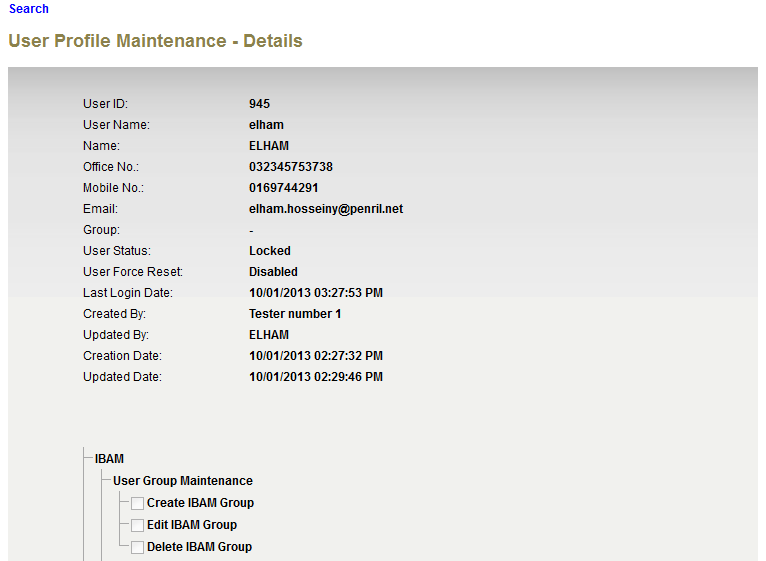 Search
User Profile Maintenance - Details
User ID: 945
User Name: elham
Name: ELHAM
Office No.: 032345753738
Mobile No.: 0169744291
Email: elham.hosseiny@penril.net
Group: -
User Status: Locked
User Force Reset: Disabled
Last Login Date: 10/01/2013 03:27:53 PM
Created By: Tester number 1
Updated By: ELHAM
Creation Date: 10/01/2013 02:27:32 PM
Updated Date: 10/01/2013 02:29:46 PM
IBAM
User Group Maintenance
Create IBAM Group
Edit IBAM Group
Delete IBAM Group